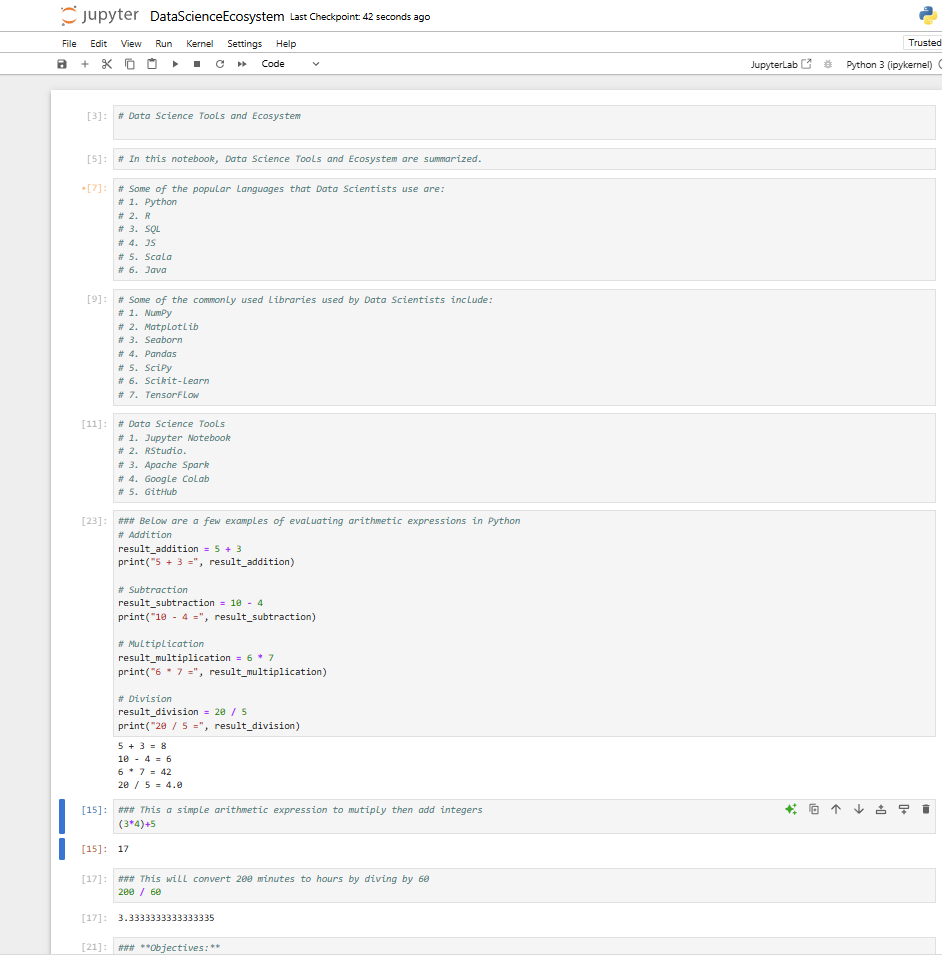 jupyter DataScienceEcosystem Last Checkpoint: 42 seconds ago
File Edit View Run Kernel Settings Help
Trusted
Code
JupyterLab
Python 3 (ipykernel)
[3]: # Data Science Tools and Ecosystem
[5]: # In this notebook, Data Science Tools and Ecosystem are summarized.
•[7]: # Some of the popular languages that Data Scientists use are:
# 1. Python
# 2. R
# 3. SQL
# 4. JS
# 5. Scala
# 6. Java
[9]: # Some of the commonly used libraries used by Data Scientists include:
# 1. NumPy
# 2. Matplotlib
# 3. Seaborn
# 4. Pandas
# 5. SciPy
# 6. Scikit-learn
# 7. TensorFlow
[11]: # Data Science Tools
# 1. Jupyter Notebook
# 2. RStudio.
# 3. Apache Spark
# 4. Google Colab
# 5. GitHub
[23]: ### Below are a few examples of evaluating arithmetic expressions in Python
# Addition
result_addition = 5 + 3
print("5 + 3 =", result_addition)
# Subtraction
result_subtraction = 10 - 4
print("10 - 4 =", result_subtraction)
# Multiplication
result_multiplication = 6 * 7
print("6 * 7 =", result_multiplication)
# Division
result_division = 20 / 5
print("20 / 5 =", result_division)
5 + 3 = 8
10 - 4 = 6
6 * 7 = 42
20 / 5 = 4.0
[15]: ### This a simple arithmetic expression to mutiply then add integers
(3*4)+5
[15]: 17
[17]: ### This will convert 200 minutes to hours by diving by 60
200 / 60
[17]: 3.3333333333333335
[21]: ### **Objectives:**